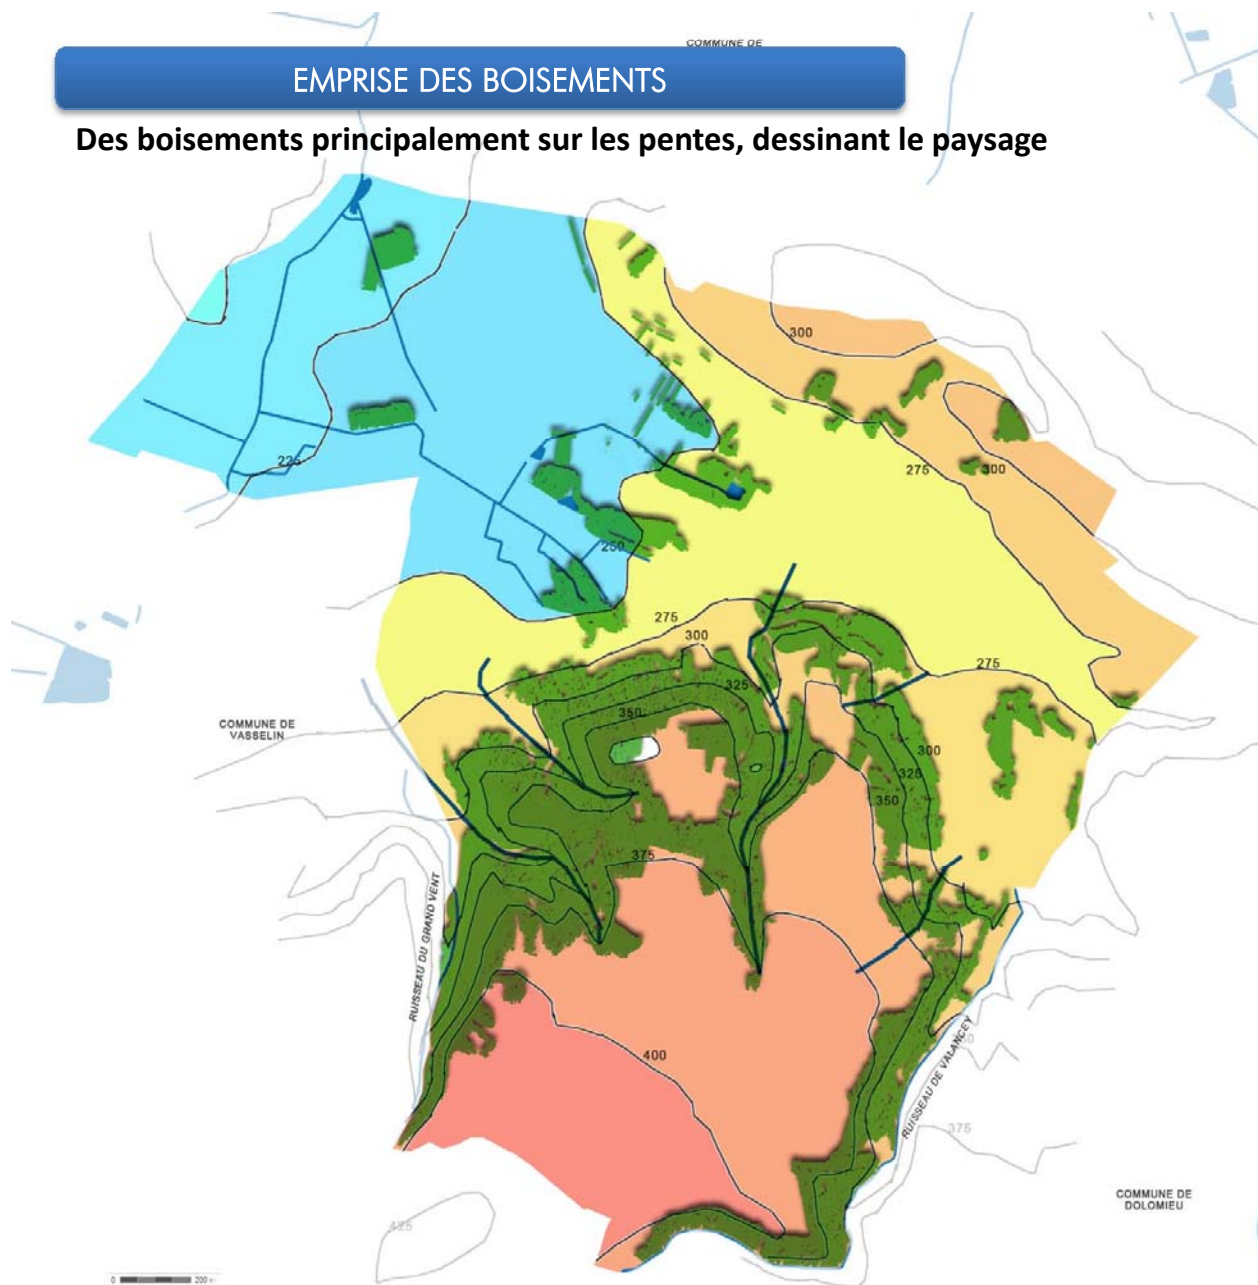 COMMUNE DE
EMPRISE DES BOISEMENTS
Des boisements principalement sur les pentes, dessinant le paysage
300
225
275
300
250
275
300
275
325
350
COMMUNE DE
VASSELIN
300
325
350
375
RUISSEAU DU GRAND VENT
400
RUISSEAU DE VALANCEY
375
COMMUNE DE
DOLOMIEU
425
0 200 m